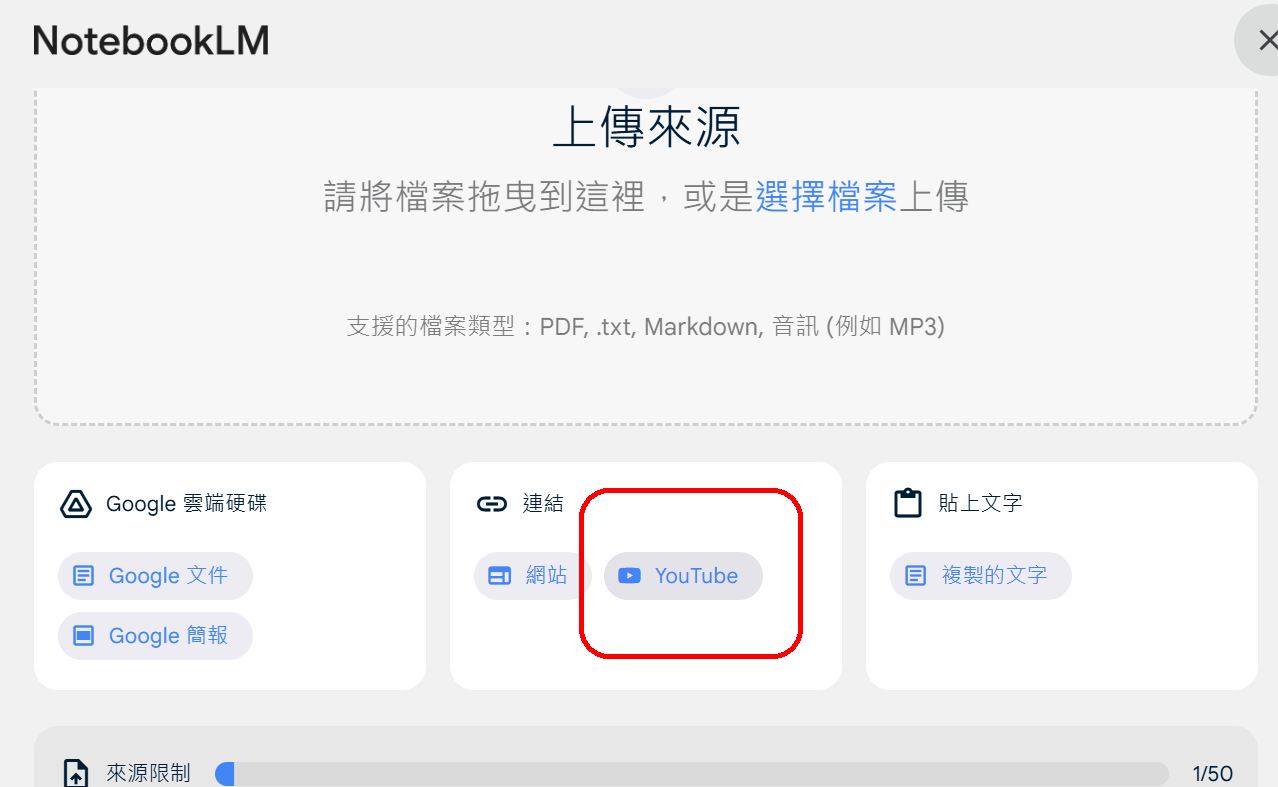 NotebookLM
上傳來源
請將檔案拖曳到這裡，或是選擇檔案上傳
支援的檔案類型：PDF, .txt, Markdown, 音訊 (例如 MP3)
Google 雲端硬碟
Google 文件
Google 簡報
連結
網站
YouTube
貼上文字
複製的文字
來源限制
1/50